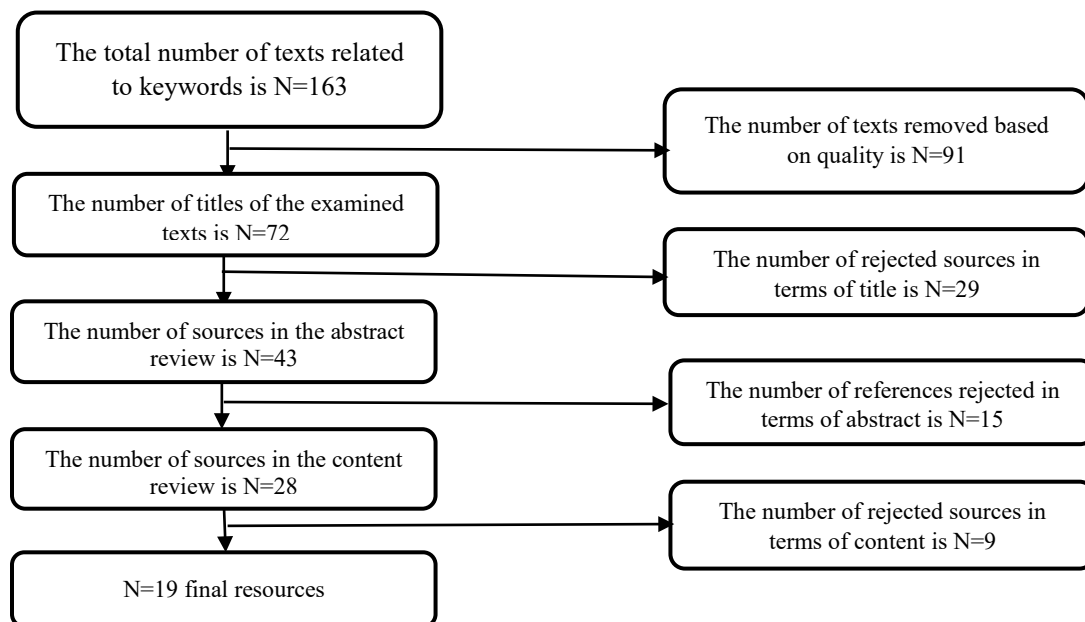 The total number of texts related
to keywords is N=163
The number of texts removed based
on quality is N=91
The number of titles of the examined
texts is N=72
The number of rejected sources in
terms of title is N=29
The number of sources in the abstract
review is N=43
The number of references rejected in
terms of abstract is N=15
The number of sources in the content
review is N=28
The number of rejected sources in
terms of content is N=9
N=19 final resources